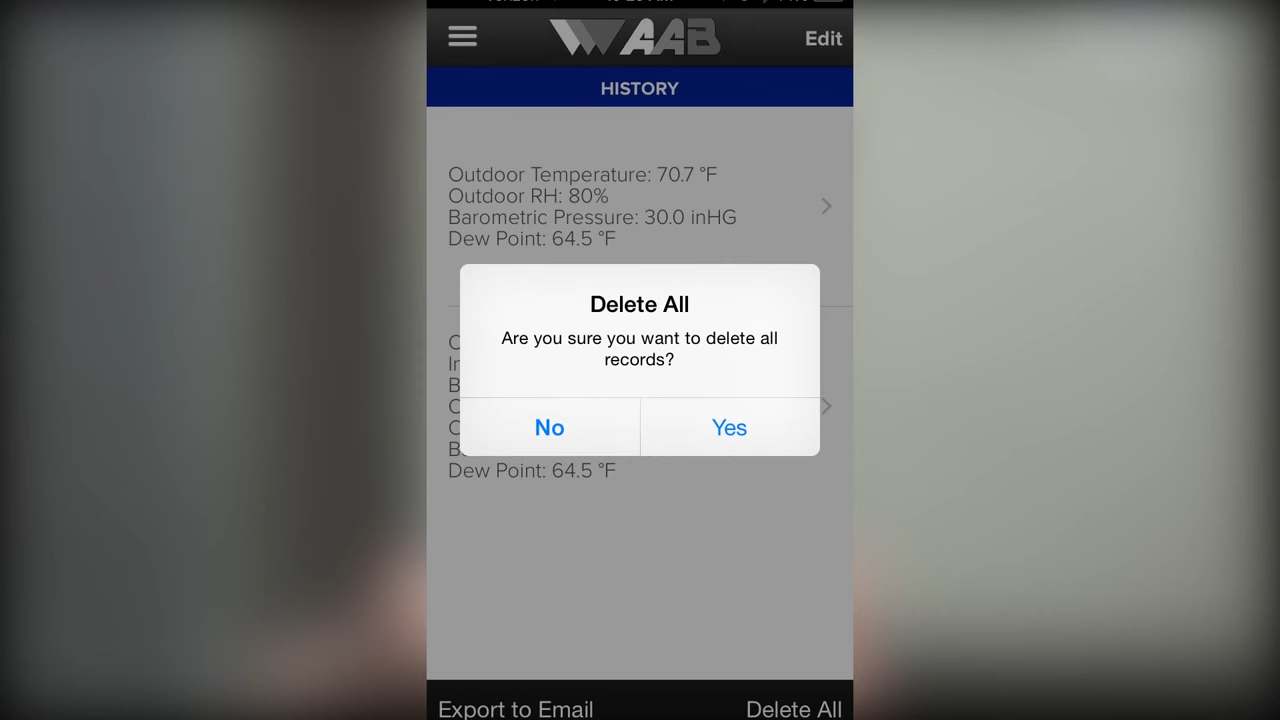 AAB
Edit
HISTORY
Outdoor Temperature: 70.7 °F
Outdoor RH: 80%
Barometric Pressure: 30.0 inHG
Dew Point: 64.5 °F
Delete All
Are you sure you want to delete all
records?
No
Yes
Dew Point: 64.5 °F
Export to Email
Delete All